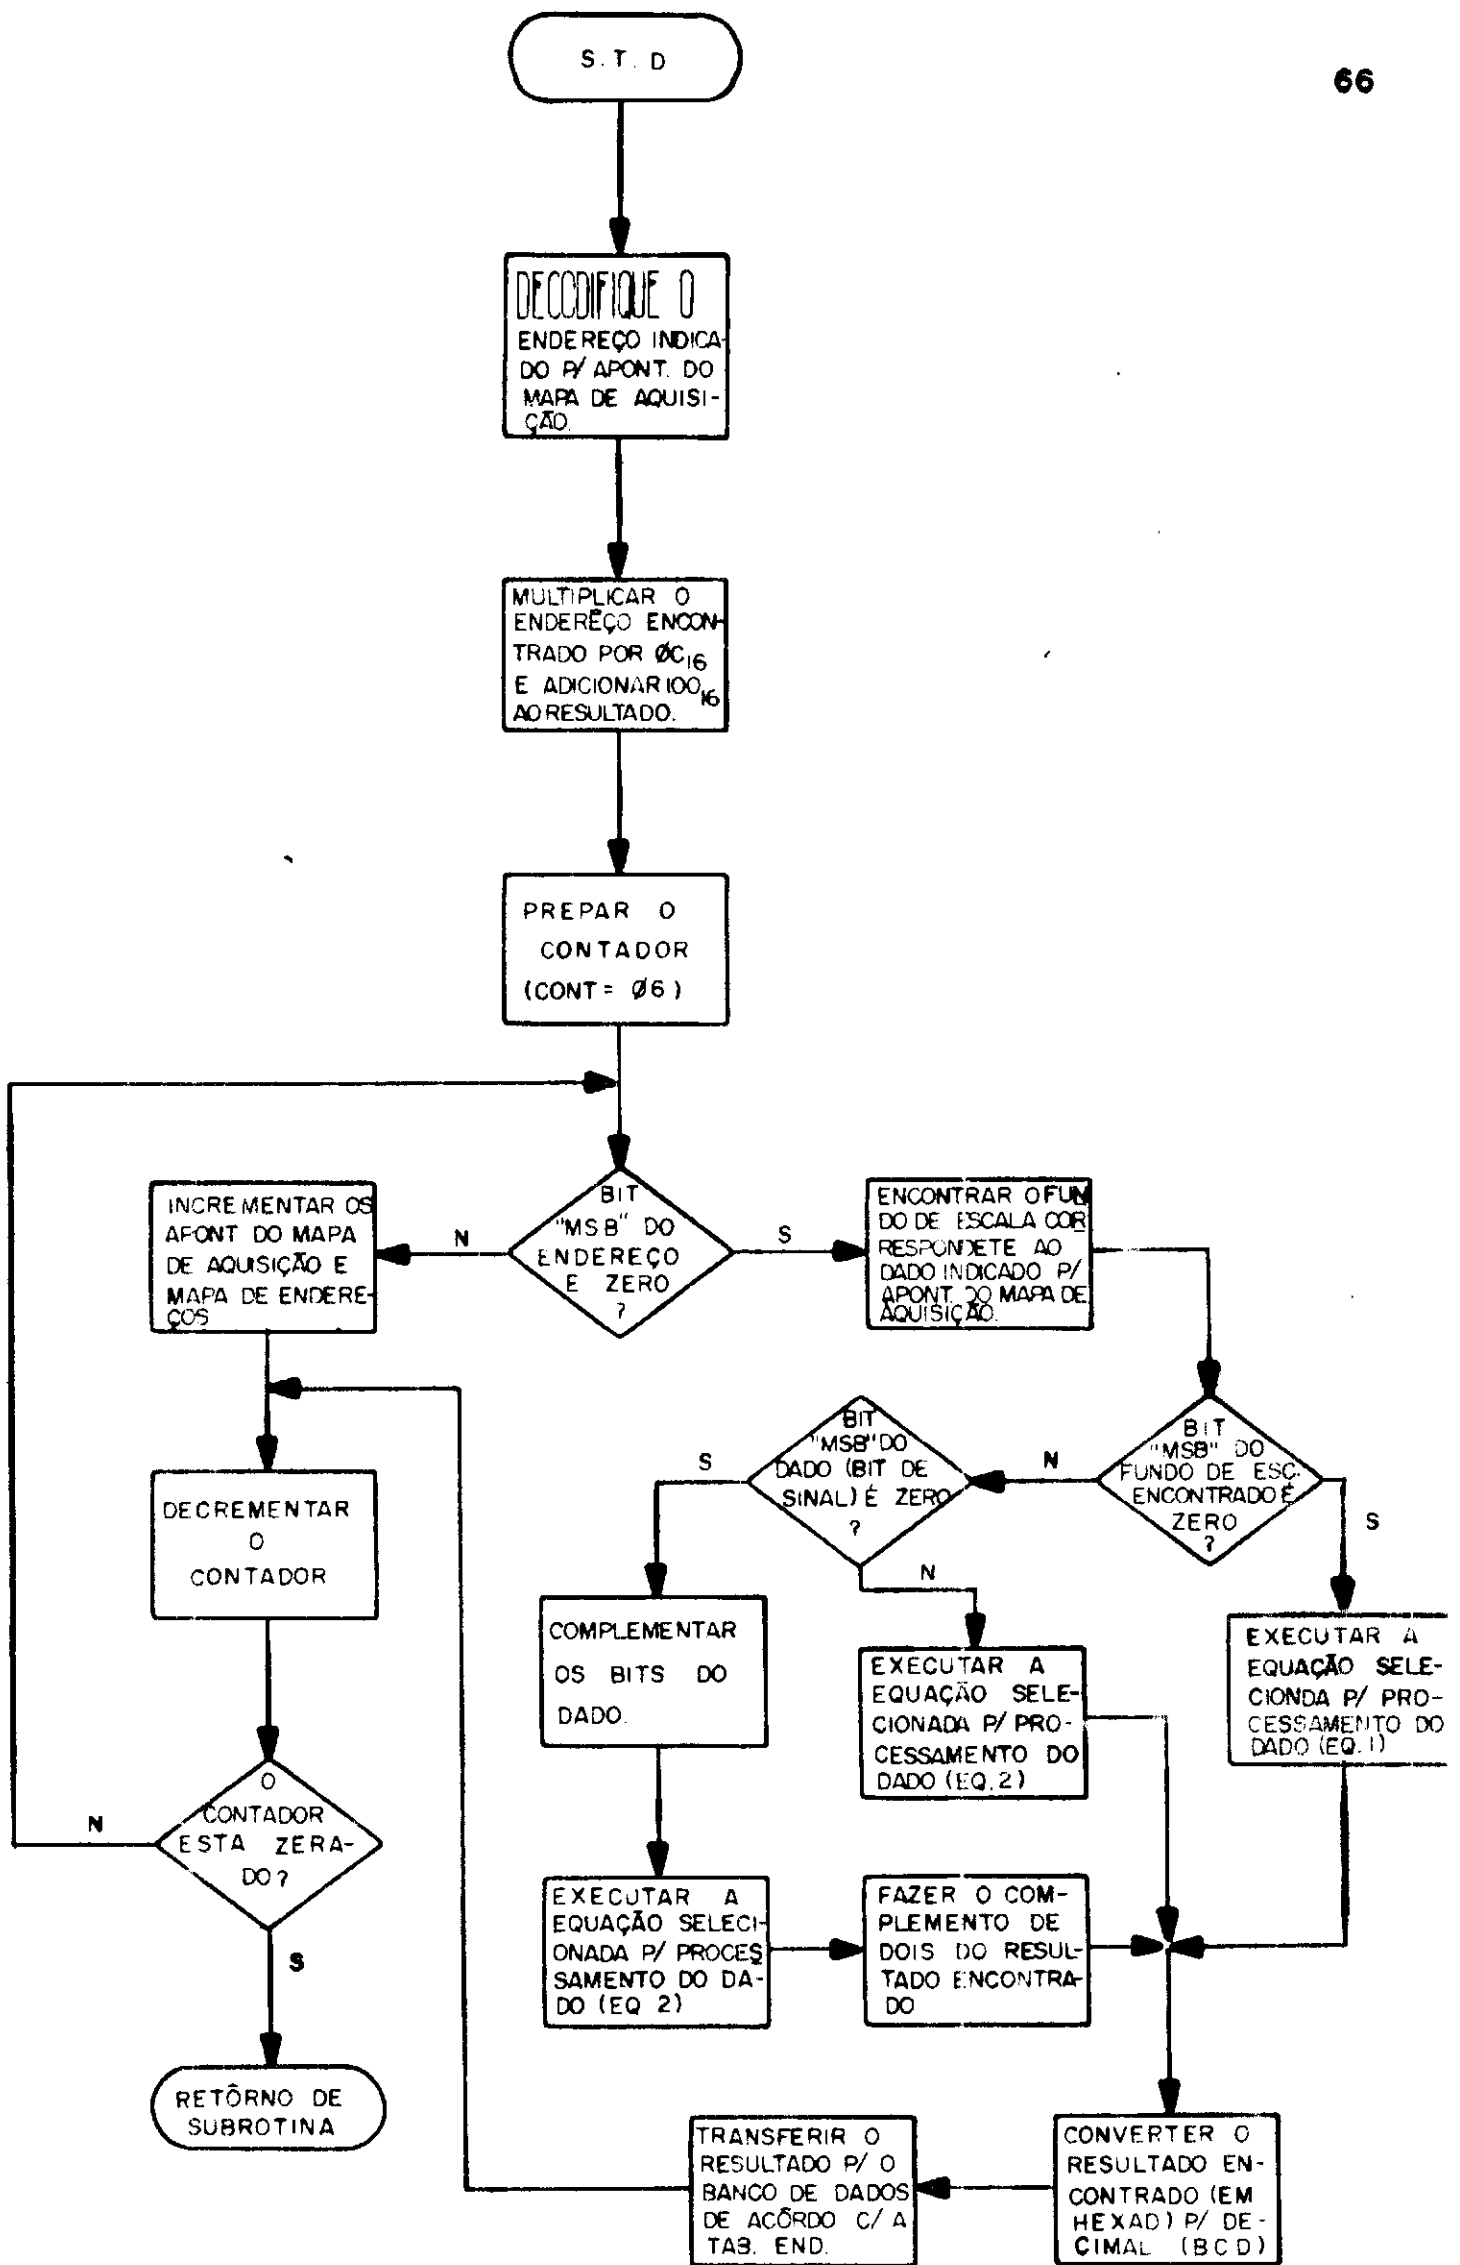 66
S. T. D
DECODIFIQUE O
ENDEREÇO INDICA-
DO P/ APONT. DO
MAPA DE AQUISI-
ÇÃO.
MULTIPLICAR O
ENDERÊÇO ENCON-
TRADO POR ØC16
E ADICIONAR 10016
AO RESULTADO.
PREPAR O
CONTADOR
(CONT = Ø6)
BIT
"MSB" DO
ENDEREÇO
E ZERO
?
N
S
INCREMENTAR OS
APONT DO MAPA
DE AQUISIÇÃO E
MAPA DE ENDERE-
ÇOS
ENCONTRAR O FUN
DO DE ESCALA COR
RESPONDETE AO
DADO INDICADO P/
APONT. DO MAPA DE
AQUISIÇÃO.
BIT
"MSB" DO
FUNDO DE ESC.
ENCONTRADO É
ZERO
?
N
S
BIT
"MSB" DO
DADO (BIT DE
SINAL) É ZERO
?
S
N
DECREMENTAR
O
CONTADOR
COMPLEMENTAR
OS BITS DO
DADO.
EXECUTAR A
EQUAÇÃO SELE-
CIONADA P/ PRO-
CESSAMENTO DO
DADO (EQ.2)
EXECUTAR A
EQUAÇÃO SELE-
CIONDA P/ PRO-
CESSAMENTO DO
DADO (EQ.1)
O
CONTADOR
ESTA ZERA-
DO?
N
S
EXECUTAR A
EQUAÇÃO SELECI-
ONADA P/ PROCES
SAMENTO DO DA-
DO (EQ 2)
FAZER O COM-
PLEMENTO DE
DOIS DO RESUL-
TADO ENCONTRA-
DO
RETÔRNO DE
SUBROTINA
TRANSFERIR O
RESULTADO P/ O
BANCO DE DADOS
DE ACÔRDO C/ A
TAB. END.
CONVERTER O
RESULTADO EN-
CONTRADO (EM
HEXAD) P/ DE-
CIMAL (BCD)